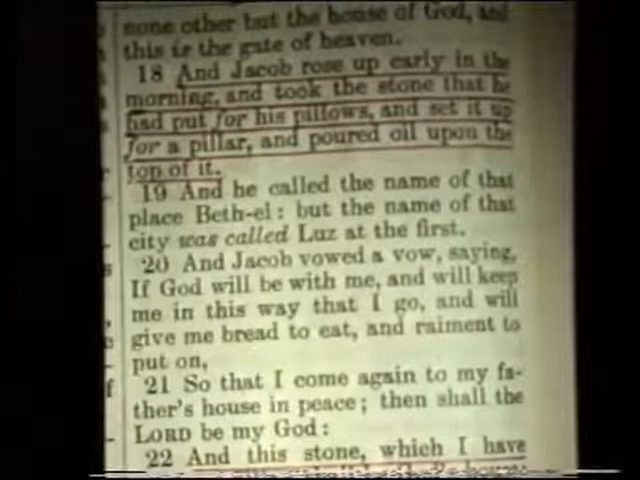 none other but the house of God, and
this is the gate of heaven.
18 And Jacob rose up early in the
morning, and took the stone that he
had put for his pillows, and set it up
for a pillar, and poured oil upon the
top of it.
19 And he called the name of that
place Beth-el: but the name of that
city was called Luz at the first.
20 And Jacob vowed a vow, saying,
If God will be with me, and will keep
me in this way that I go, and will
give me bread to eat, and raiment to
put on,
21 So that I come again to my fa-
ther's house in peace; then shall the
LORD be my God:
22 And this stone, which I have